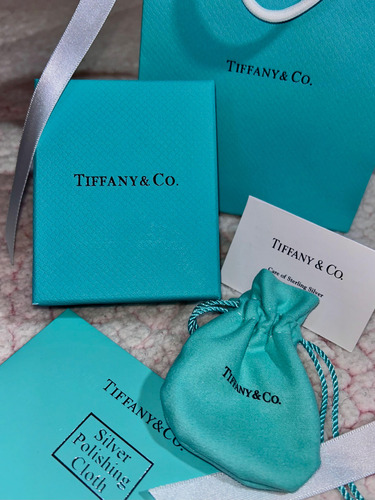 TIFFANY & CO.
TIFFANY & CO.
TIFFANY & CO.
Care of Sterling Silver
TIFFANY & CO.
TIFFANY & CO.
Silver
Polishing
Cloth